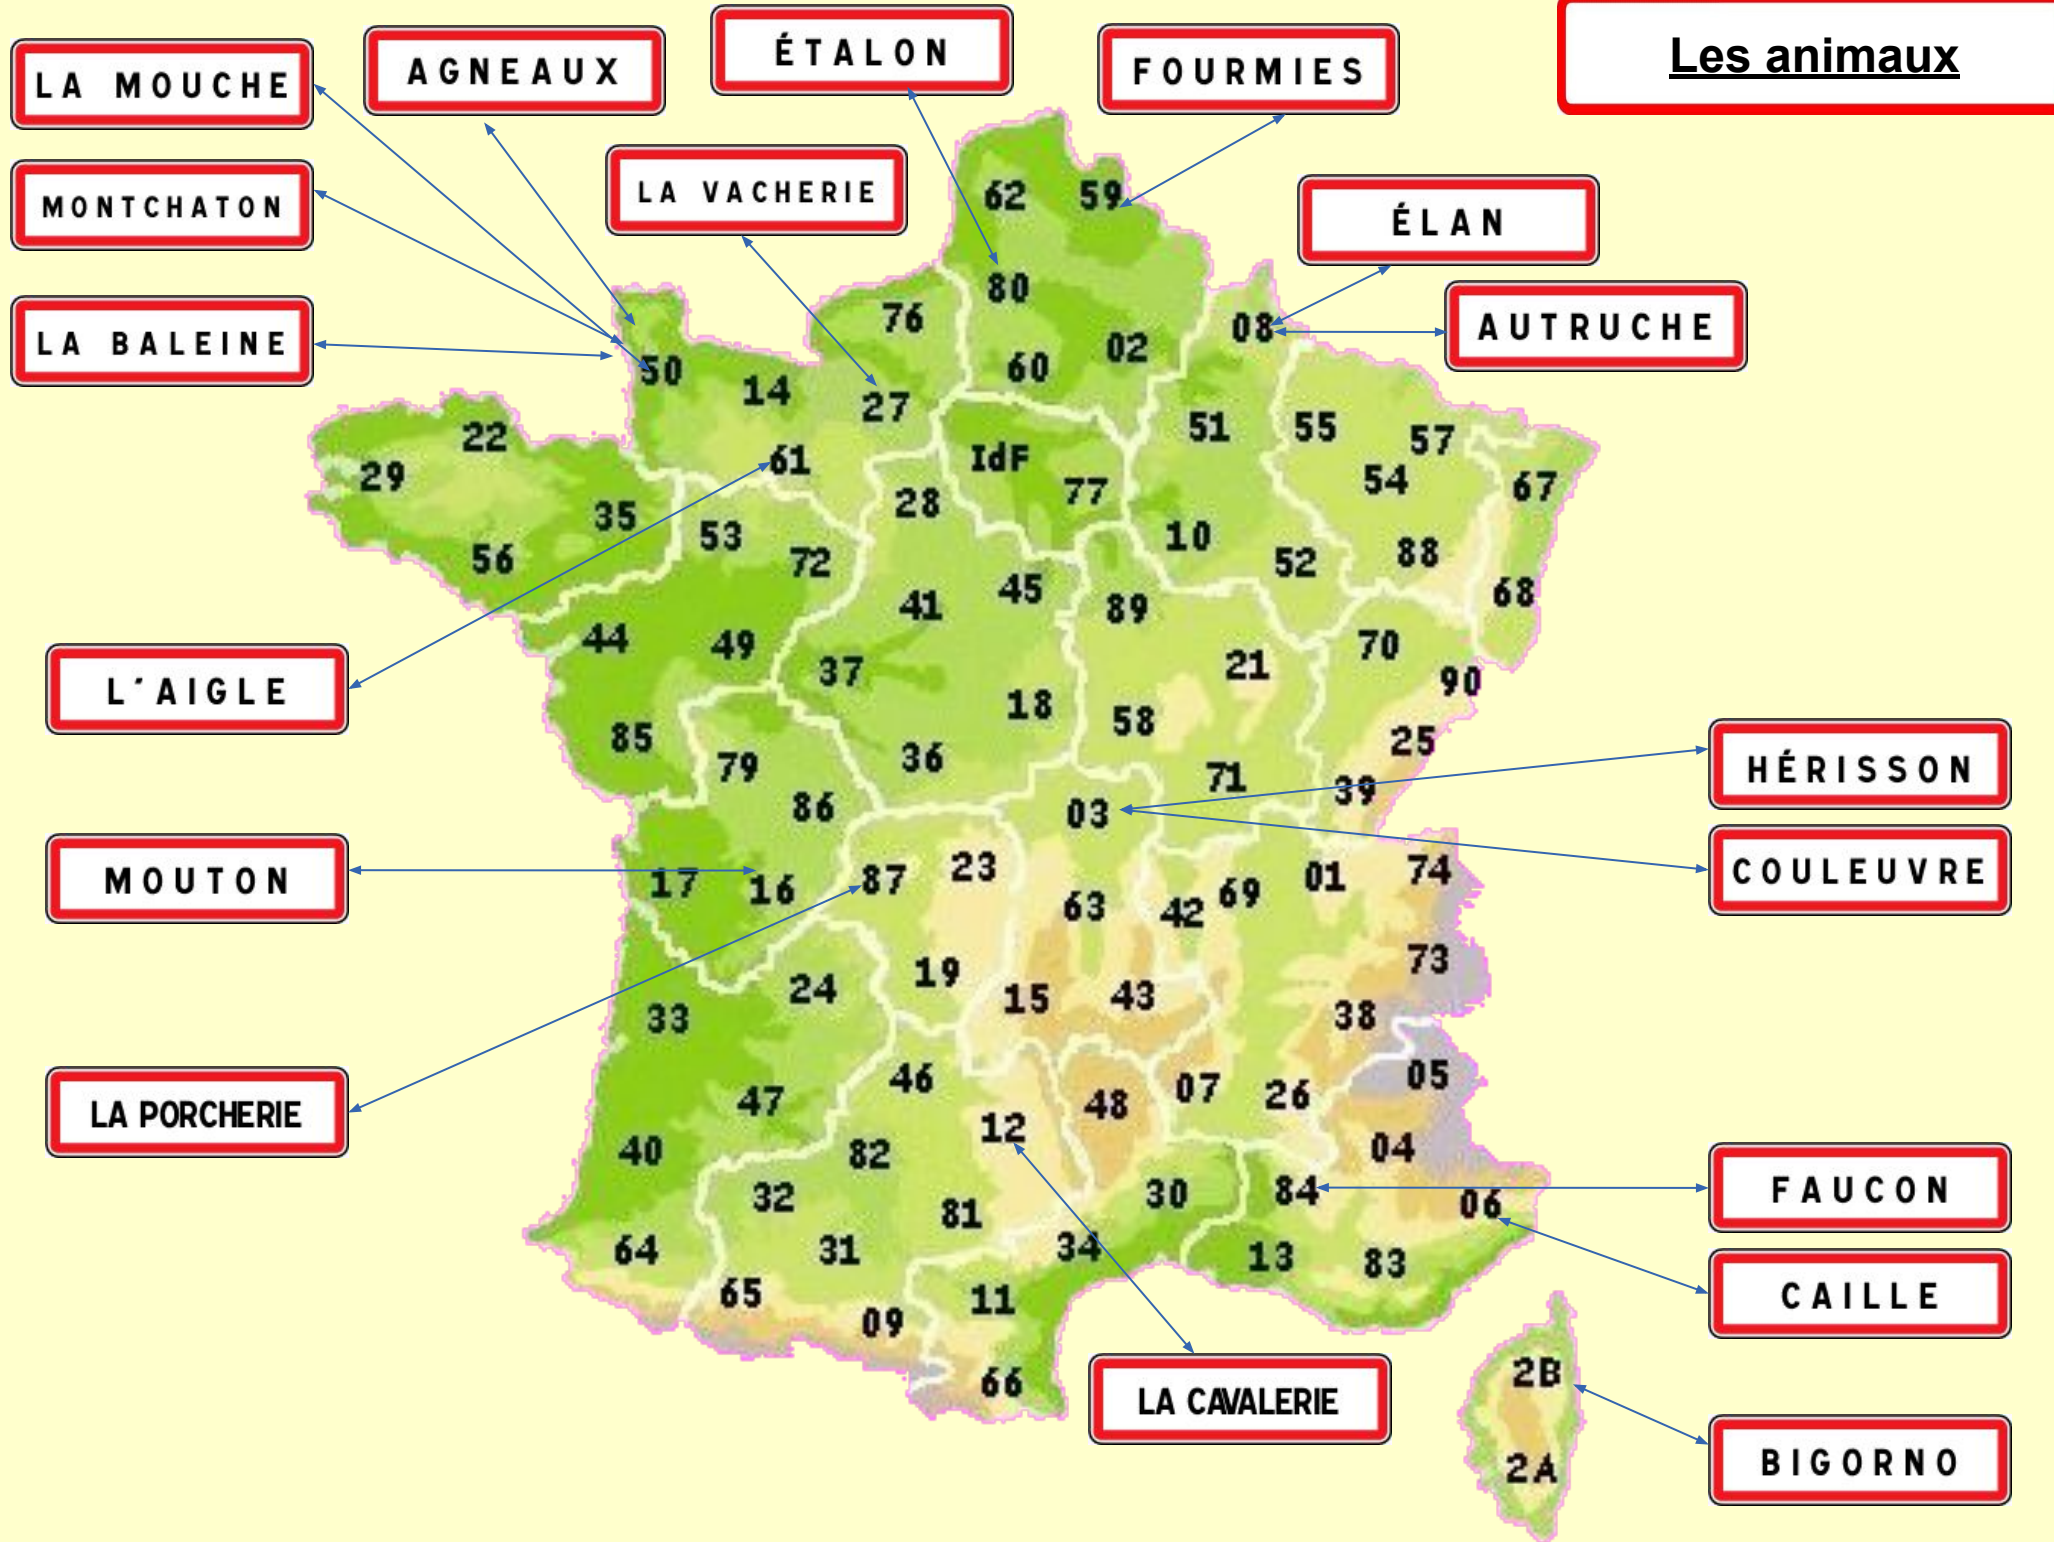 Les animaux
LA MOUCHE
AGNEAUX
ÉTALON
FOURMIES
MONTCHATON
LA VACHERIE
ÉLAN
LA BALEINE
AUTRUCHE
L'AIGLE
HÉRISSON
MOUTON
COULEUVRE
LA PORCHERIE
FAUCON
CAILLE
LA CAVALERIE
BIGORNO
62 59
80
76 08
02
60
50 14
27
51 55
22 57
29 61 IdF
54
28 77 67
35
53 10
56 72 52 88
45 68
41 89
44 49 70
37 21
90
18 58
85 25
79 36 71
39
86 03
23 74
17 16 87 01
63 42 69
73
19
24 15 43
33 38
46 05
07
47 48 26
12
40 82 04
32 30 84
81 06
64 31 34 13 83
65 11
09
66 2B
2A